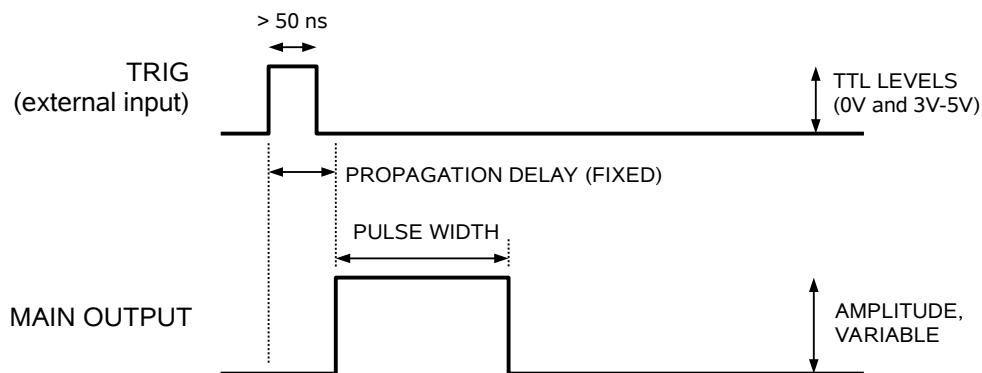 > 50 ns
TRIG
(external input)
TTL LEVELS
(0V and 3V-5V)
PROPAGATION DELAY (FIXED)
PULSE WIDTH
MAIN OUTPUT
AMPLITUDE,
VARIABLE